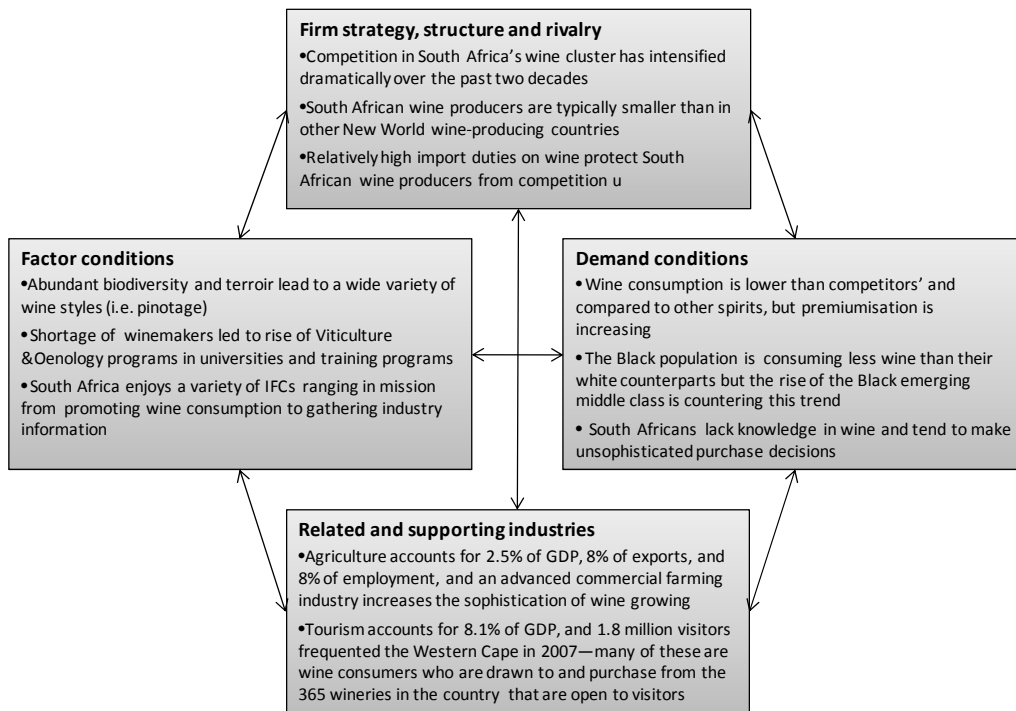 Firm strategy, structure and rivalry
•Competition in South Africa's wine cluster has intensified
dramatically over the past two decades
•South African wine producers are typically smaller than in
other New World wine-producing countries
•Relatively high import duties on wine protect South
African wine producers from competition u
Factor conditions
•Abundant biodiversity and terroir lead to a wide variety of
wine styles (i.e. pinotage)
•Shortage of winemakers led to rise of Viticulture
&Oenology programs in universities and training programs
•South Africa enjoys a variety of IFCs ranging in mission
from promoting wine consumption to gathering industry
information
Demand conditions
• Wine consumption is lower than competitors' and
compared to other spirits, but premiumisation is
increasing
• The Black population is consuming less wine than their
white counterparts but the rise of the Black emerging
middle class is countering this trend
• South Africans lack knowledge in wine and tend to make
unsophisticated purchase decisions
Related and supporting industries
•Agriculture accounts for 2.5% of GDP, 8% of exports, and
8% of employment, and an advanced commercial farming
industry increases the sophistication of wine growing
•Tourism accounts for 8.1% of GDP, and 1.8 million visitors
frequented the Western Cape in 2007—many of these are
wine consumers who are drawn to and purchase from the
365 wineries in the country that are open to visitors